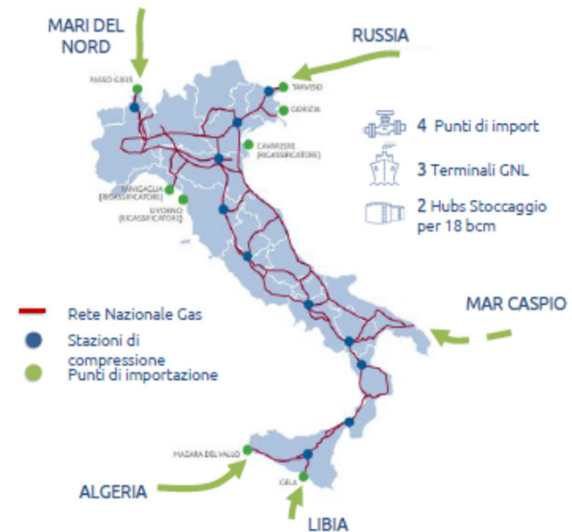 MARI DEL
NORD
RUSSIA
PASSO GRIES
TARVISIO
GORIZIA
CAVARZERE
(RIGASSIFICATORE)
4 Punti di import
3 Terminali GNL
2 Hubs Stoccaggio
per 18 bcm
PANIGAGLIA
(RIGASSIFICATORE)
LIVORNO
(RIGASSIFICATORE)
MAR CASPIO
Rete Nazionale Gas
Stazioni di
compressione
Punti di importazione
MAZARA DEL VALLO
GELA
ALGERIA
LIBIA